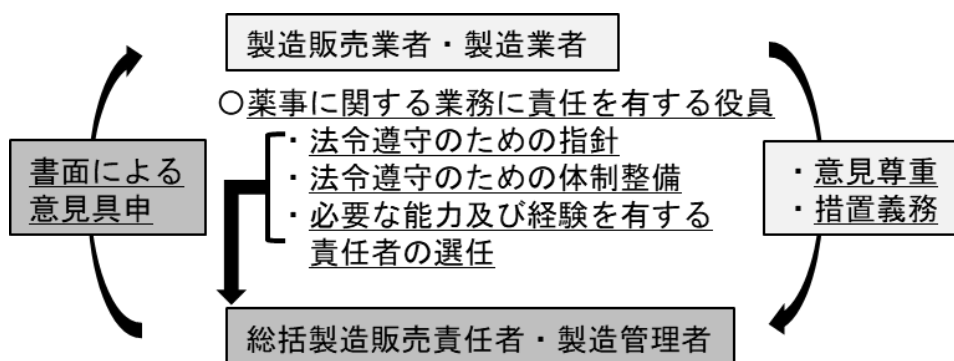 製造販売業者・製造業者
〇薬事に関する業務に責任を有する役員
・法令遵守のための指針
・法令遵守のための体制整備
・必要な能力及び経験を有する
責任者の選任
書面による
意見具申
・意見尊重
・措置義務
総括製造販売責任者・製造管理者